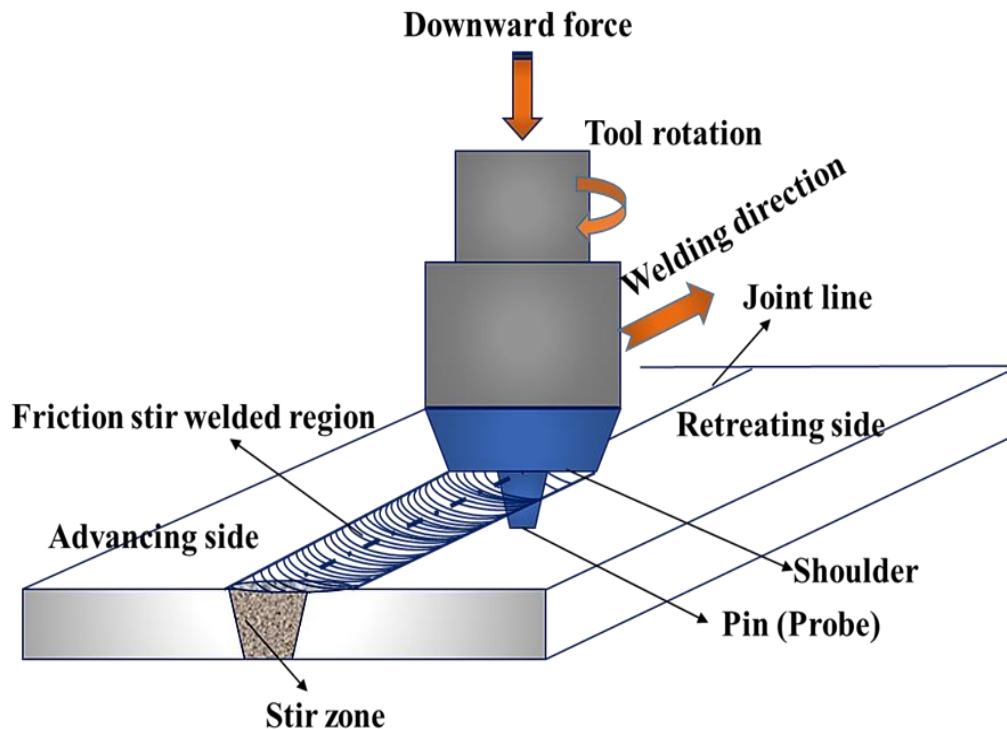 Downward force
Tool rotation
Welding direction
Joint line
Friction stir welded region
Retreating side
Advancing side
Shoulder
Pin (Probe)
Stir zone